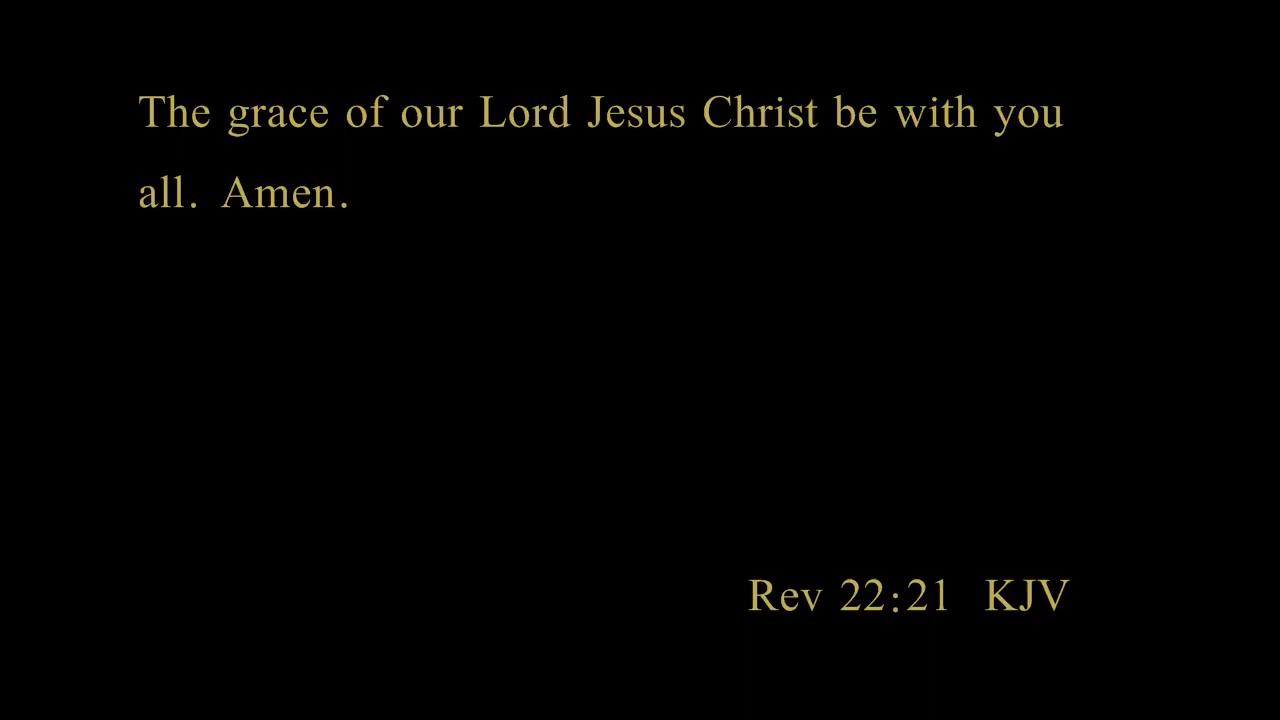 The grace of our Lord Jesus Christ be with you
all. Amen.
Rev 22:21 KJV